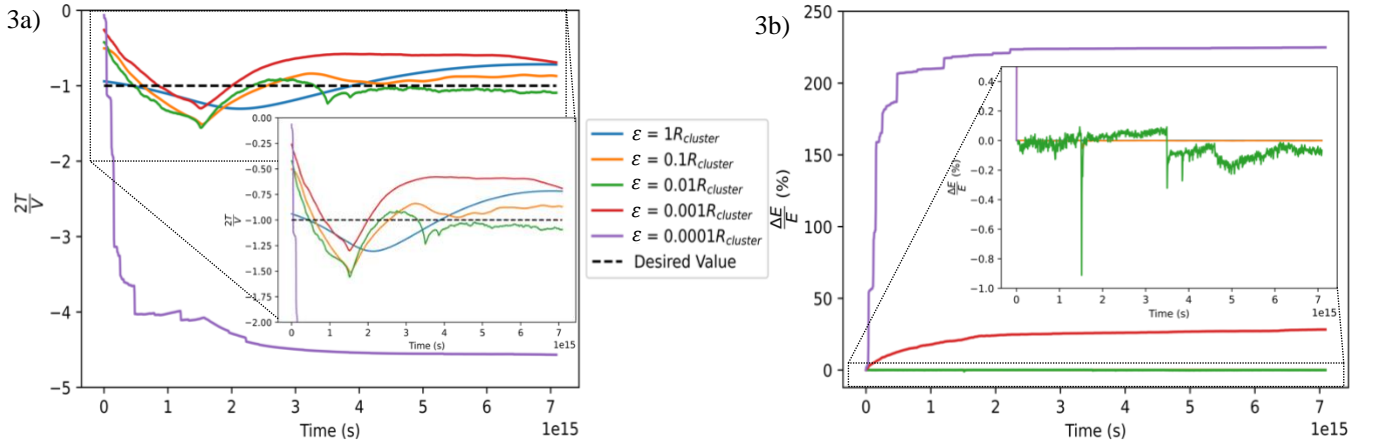 3a)
0
−1
−2
−3
−4
−5
2T
V
0 1 2 3 4 5 6 7
Time (s)
1e15
0.00
−0.25
−0.50
−0.75
−1.00
−1.25
−1.50
−1.75
−2.00
2T
V
0 1 2 3 4 5 6 7
Time (s)
1e15
ℰ = 1Rcluster
ℰ = 0.1Rcluster
ℰ = 0.01Rcluster
ℰ = 0.001Rcluster
ℰ = 0.0001Rcluster
Desired Value
3b)
250
200
150
100
50
0
ΔE
E (%)
0 1 2 3 4 5 6 7
Time (s)
1e15
0.4
0.2
0.0
−0.2
−0.4
−0.6
−0.8
−1.0
ΔE
E (%)
0 1 2 3 4 5 6 7
Time (s)
1e15